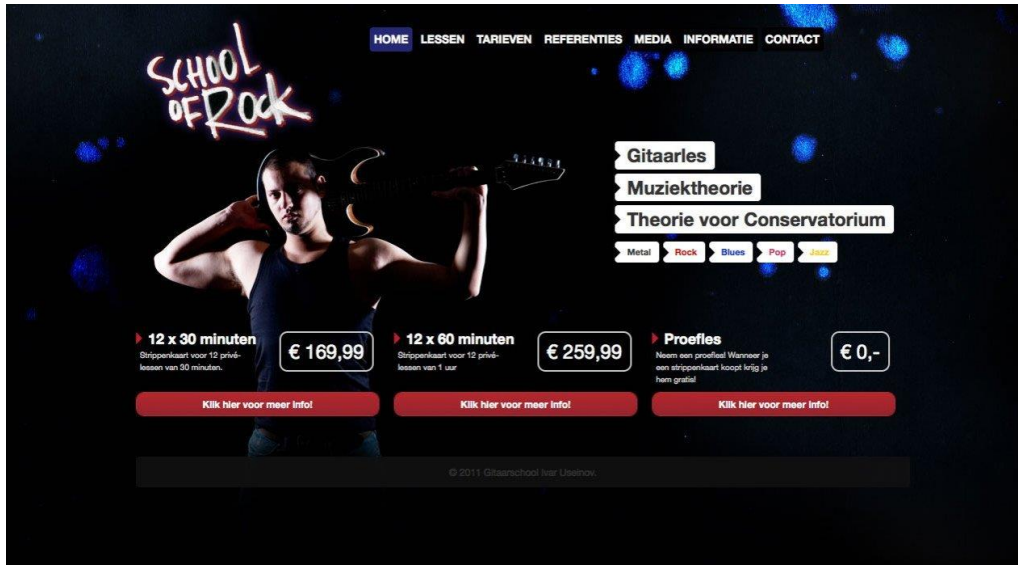 SCHOOL
OF ROCK
HOME LESSEN TARIEVEN REFERENTIES MEDIA INFORMATIE CONTACT
Gitaarles
Muziektheorie
Theorie voor Conservatorium
Metal Rock Blues Pop Jazz
12 x 30 minuten
Strippenkaart voor 12 privé-
lessen van 30 minuten.
€ 169,99
Klik hier voor meer info!
12 x 60 minuten
Strippenkaart voor 12 privé-
lessen van 1 uur
€ 259,99
Klik hier voor meer info!
Proefles
Neem een proefles! Wanneer je
een strippenkaart koopt krijg je
hem gratis!
€ 0,-
Klik hier voor meer info!
© 2011 Gitaarschool Ivar Useinov.